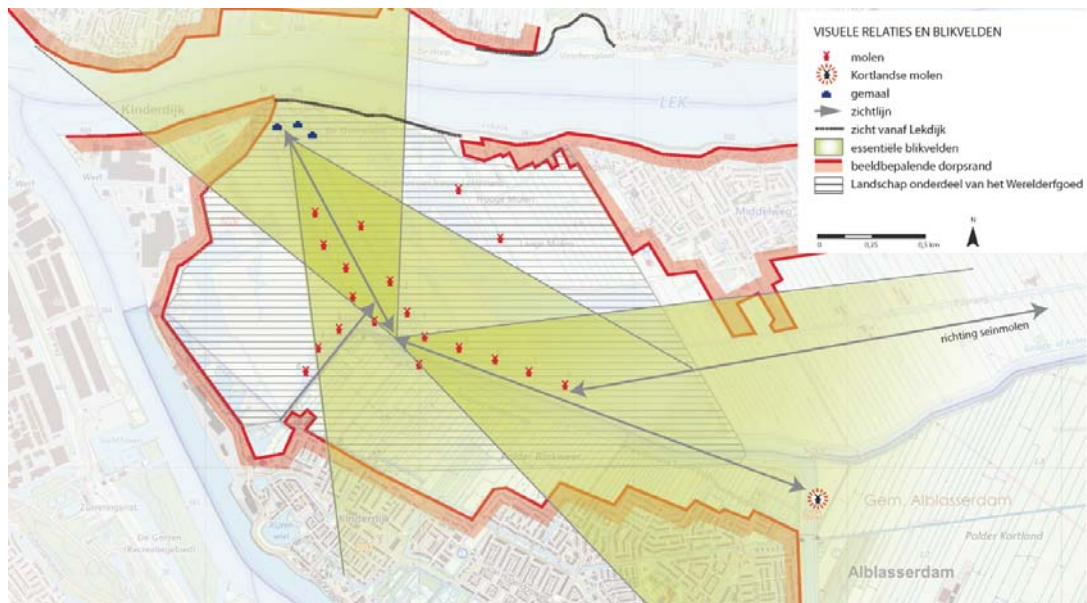 VISUELE RELATIES EN BLIKVELDEN
molen
Kortlandse molen
gemaal
zichtlijn
zicht vanaf Lekdijk
essentiële blikvelden
beeldbepalende dorpsrand
Landschap onderdeel van het Werelderfgoed
N
0 0,25 0,5 km
LEK
Kinderdijk
Werf
Werf
Hooge Molen
Lage Molen
Middelweg
richting seinmolen
Polder Blokweer
Gem. Alblasserdam
Kinderdijk
De Gorzen
(Recreatiegebied)
Polder Kortland
Alblasserdam